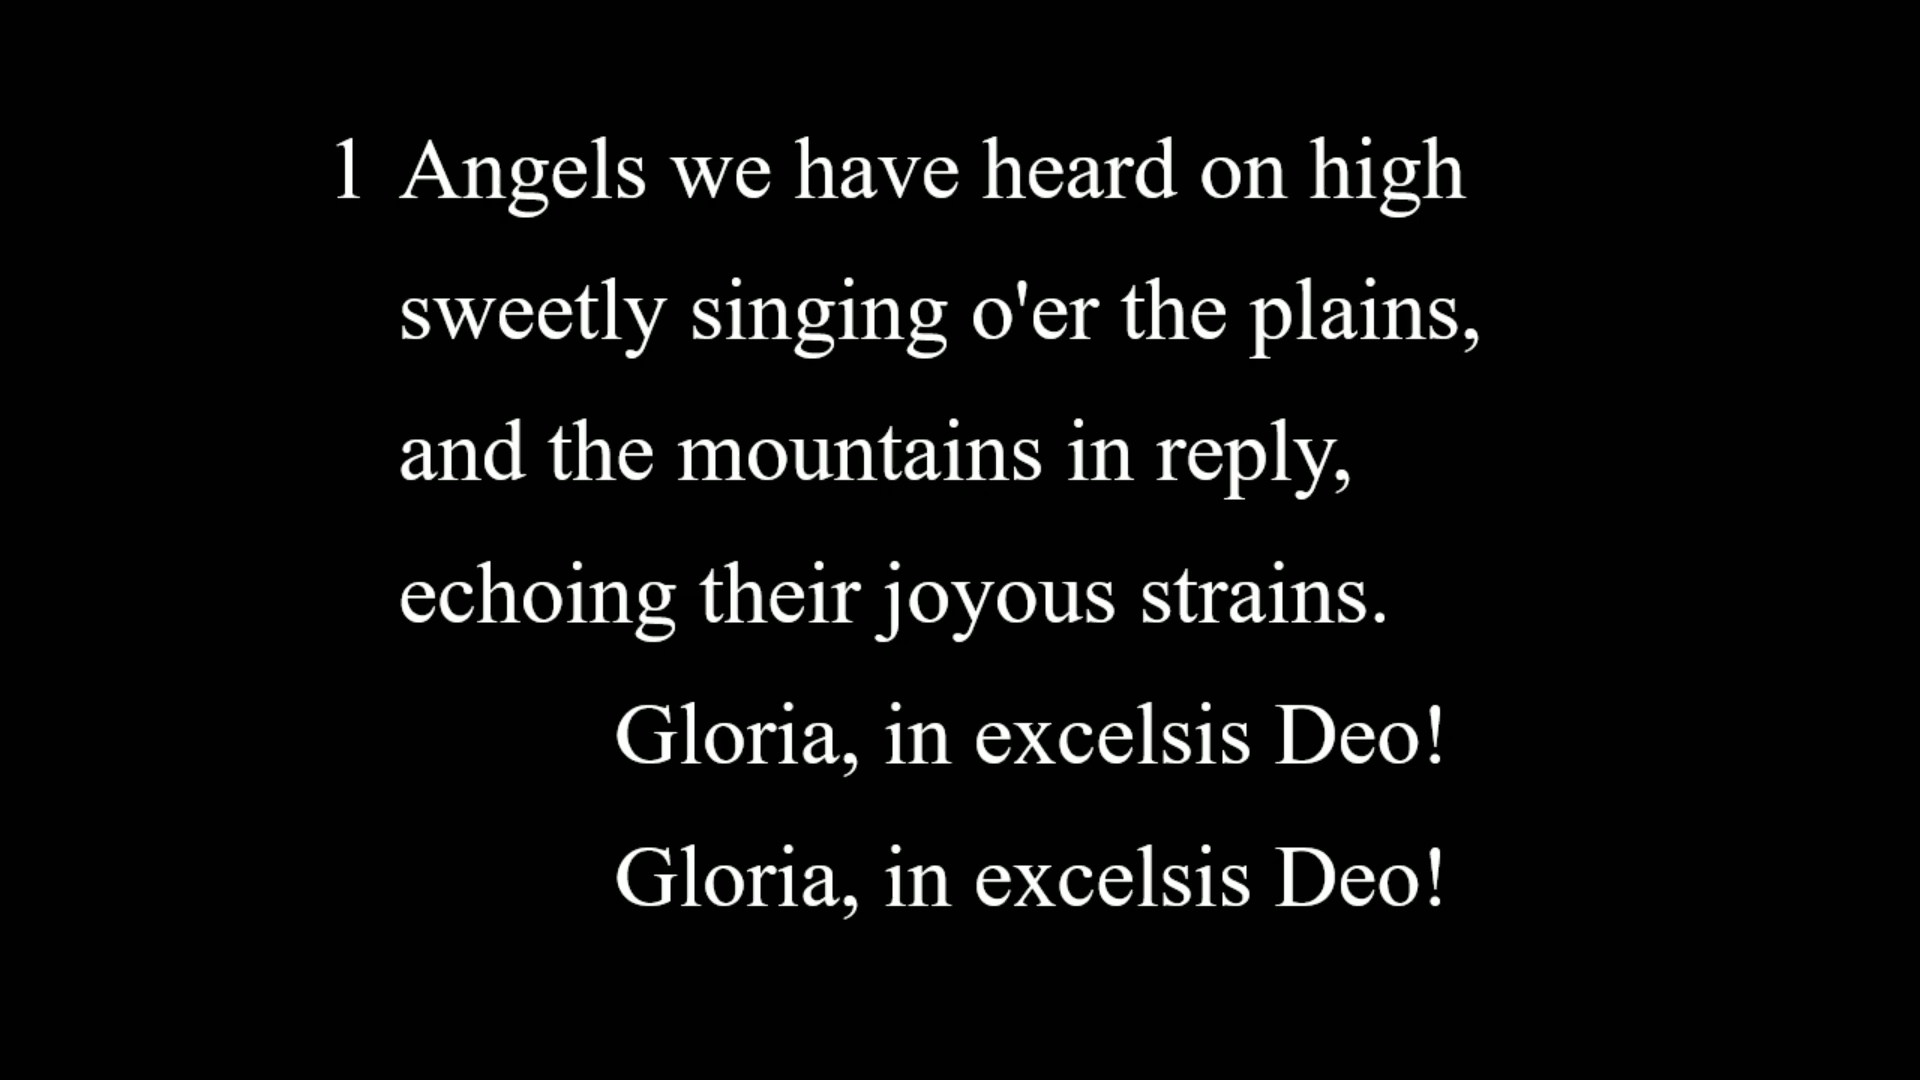 1 Angels we have heard on high
sweetly singing o'er the plains,
and the mountains in reply,
echoing their joyous strains.
Gloria, in excelsis Deo!
Gloria, in excelsis Deo!